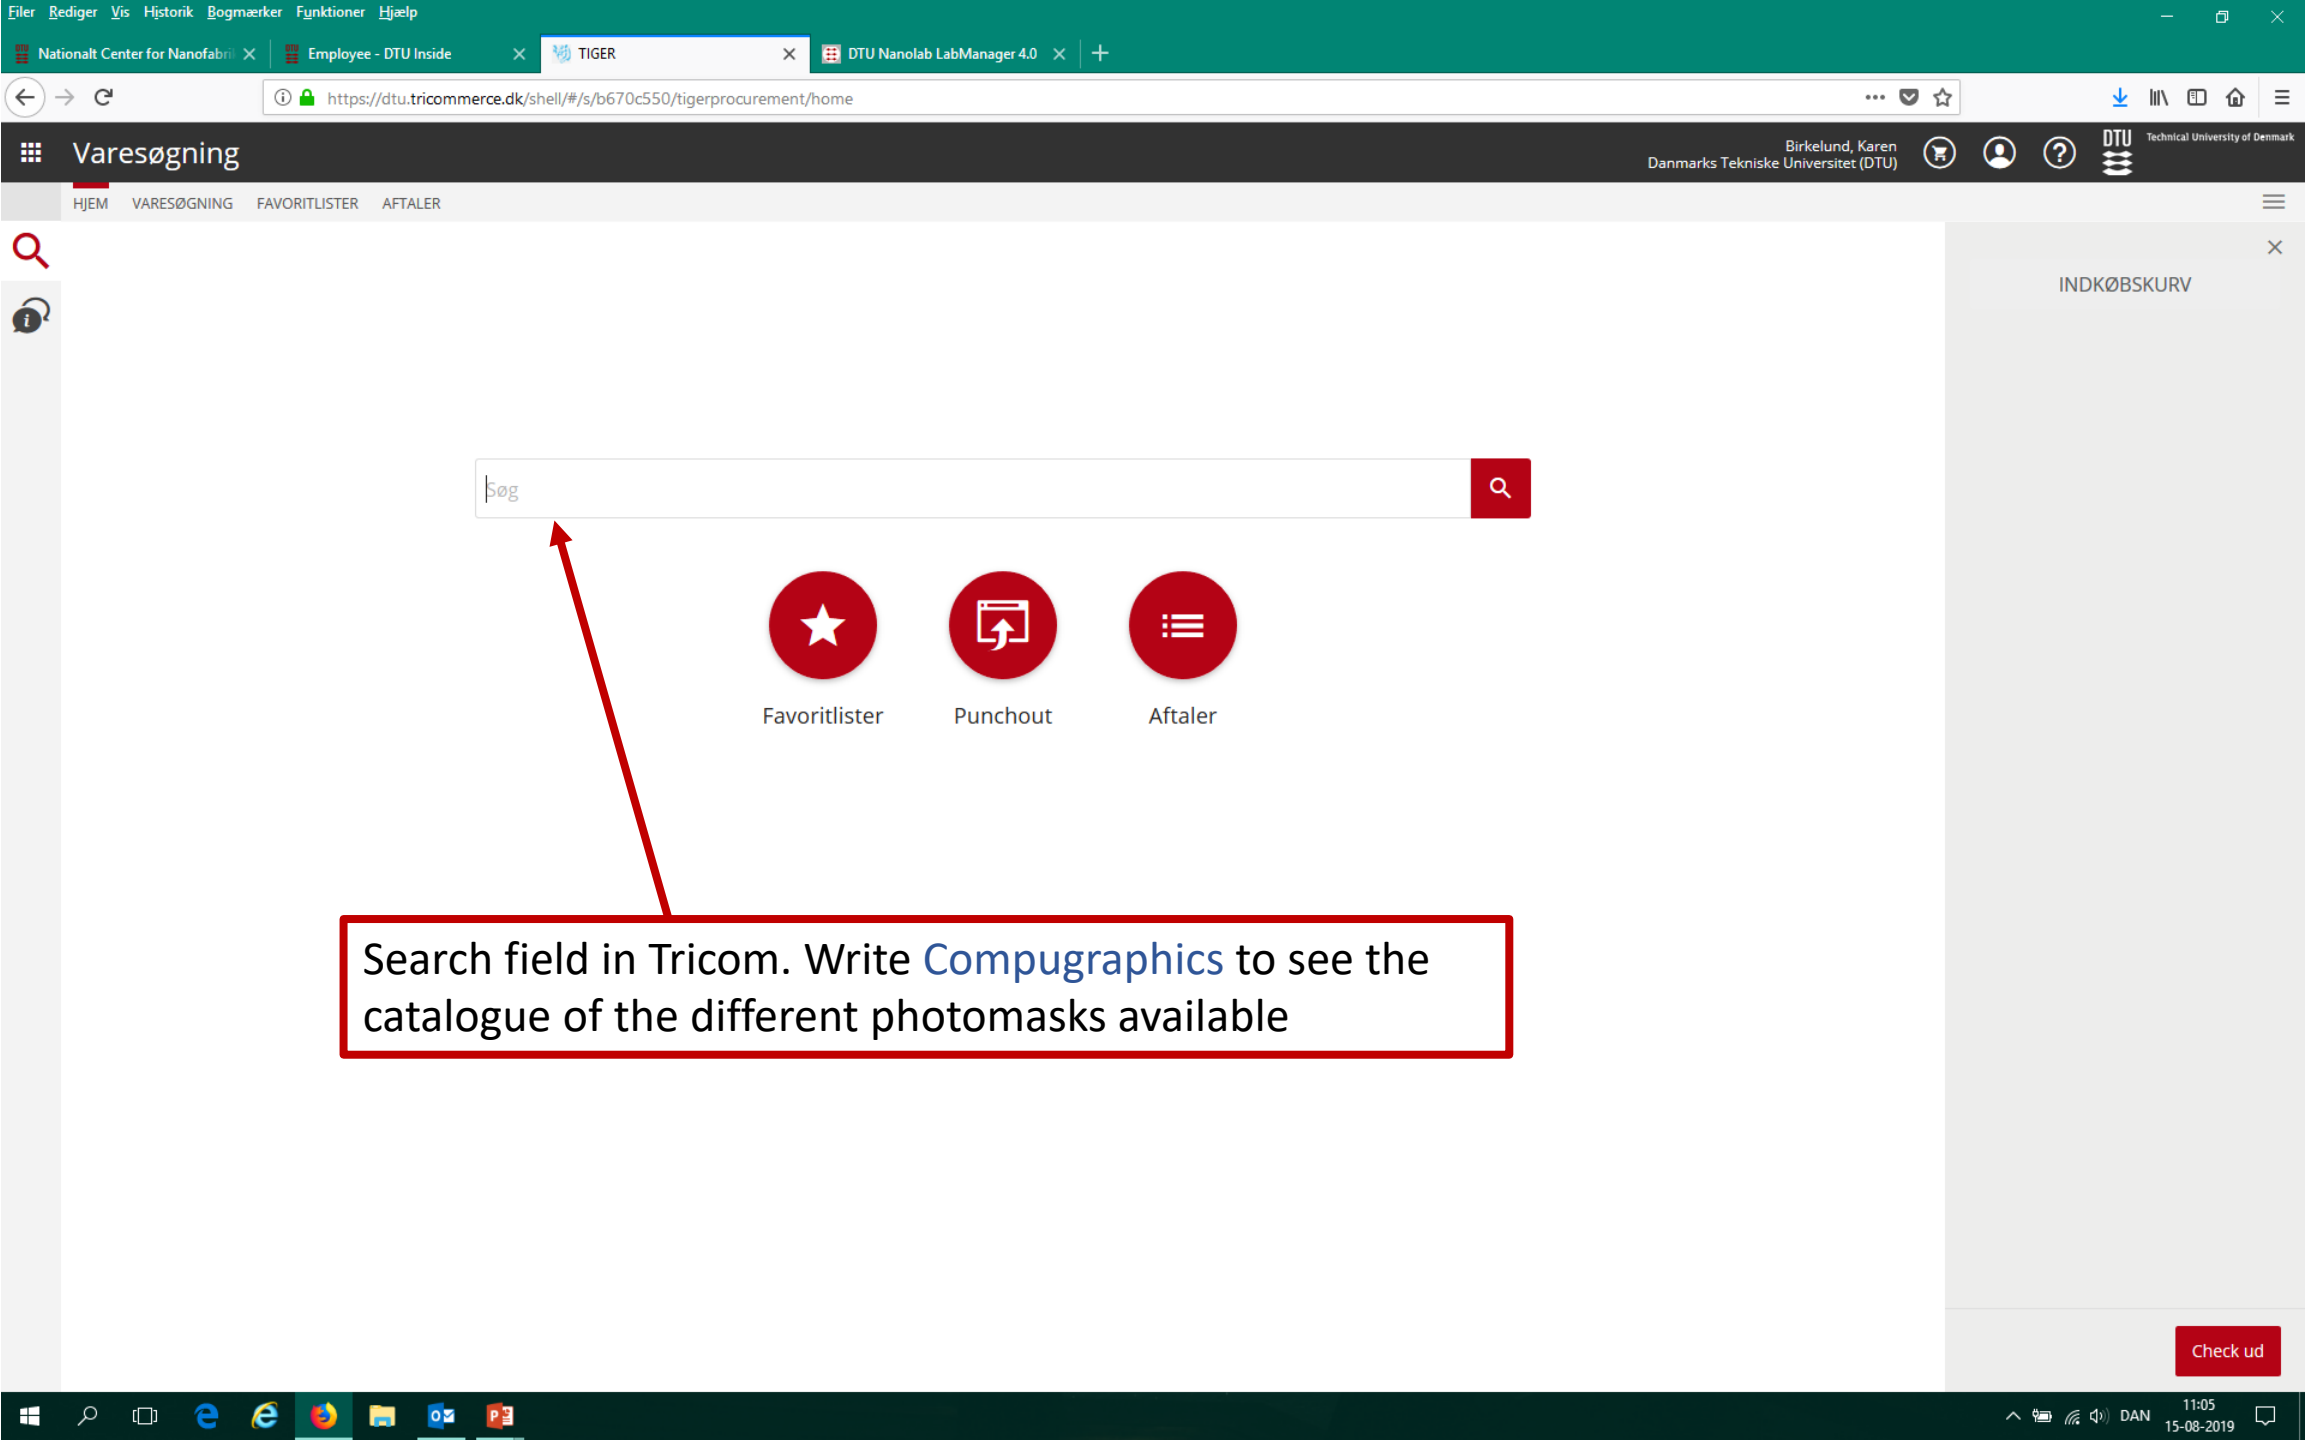 Filer Rediger Vis Historik Bogmærker Funktioner Hjælp
Nationalt Center for Nanofabri
Employee - DTU Inside
TIGER
DTU Nanolab LabManager 4.0
https://dtu.tricommerce.dk/shell/#/s/b670c550/tigerprocurement/home
Varesøgning
Birkelund, Karen
Danmarks Tekniske Universitet (DTU)
DTU
Technical University of Denmark
HJEM VARESØGNING FAVORITLISTER AFTALER
INDKØBSKURV
Søg
Favoritlister
Punchout
Aftaler
Search field in Tricom. Write Compugraphics to see the
catalogue of the different photomasks available
Check ud
DAN
11:05
15-08-2019